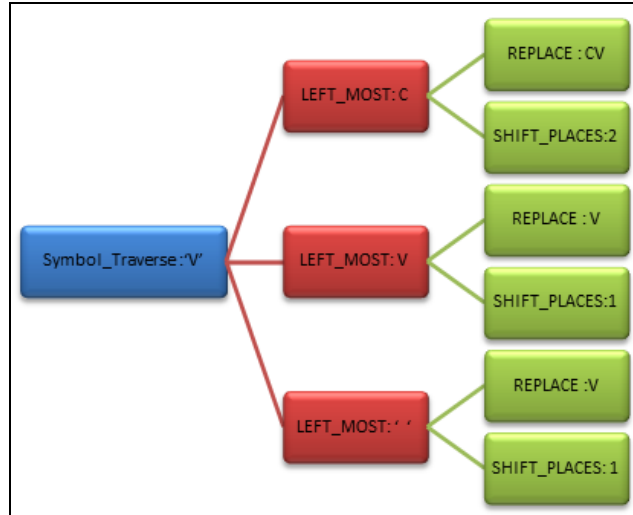 REPLACE : CV
LEFT_MOST: C
SHIFT_PLACES:2
REPLACE : V
Symbol_Traverse :‘V’
LEFT_MOST: V
SHIFT_PLACES:1
REPLACE :V
LEFT_MOST: ‘ ‘
SHIFT_PLACES: 1